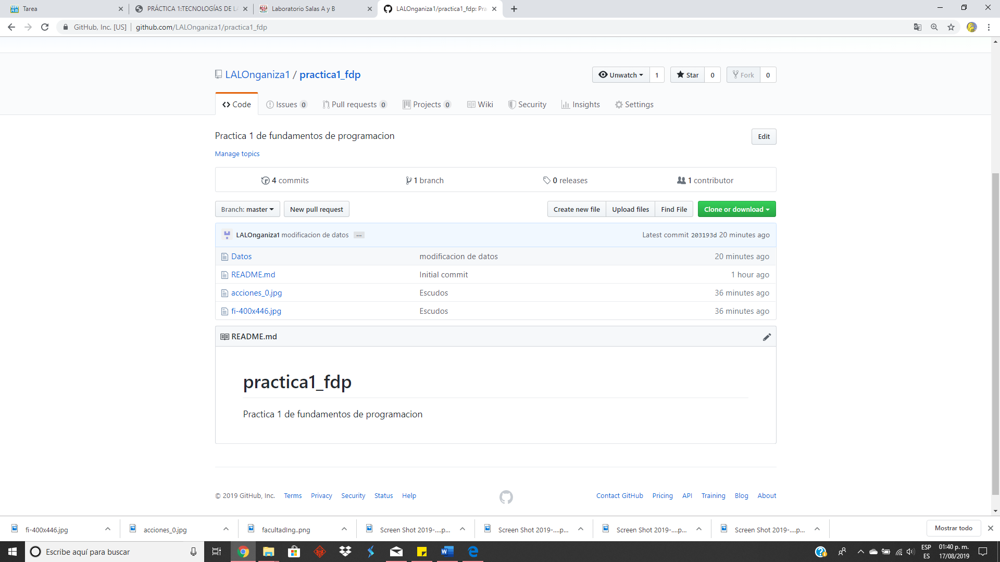 Tarea
PRÁCTICA 1:TECNOLOGÍAS DE LA
Laboratorio Salas A y B
LALOnganiza1/practica1_fdp: Pra
GitHub, Inc. [US]
github.com/LALOnganiza1/practica1_fdp
LALOnganiza1 / practica1_fdp
Unwatch 1
Star 0
Fork 0
Code
Issues 0
Pull requests 0
Projects 0
Wiki
Security
Insights
Settings
Practica 1 de fundamentos de programacion
Edit
Manage topics
4 commits
1 branch
0 releases
1 contributor
Branch: master
New pull request
Create new file
Upload files
Find File
Clone or download
LALOnganiza1 modificacion de datos ...
Latest commit 203193d 20 minutes ago
Datos modificacion de datos 20 minutes ago
README.md Initial commit 1 hour ago
acciones_0.jpg Escudos 36 minutes ago
fi-400x446.jpg Escudos 36 minutes ago
README.md
practica1_fdp
Practica 1 de fundamentos de programacion
© 2019 GitHub, Inc. Terms Privacy Security Status Help
Contact GitHub Pricing API Training Blog About
fi-400x446.jpg
acciones_0.jpg
facultadIng..png
Screen Shot 2019-....p...
Screen Shot 2019-....p...
Screen Shot 2019-....p...
Screen Shot 2019-....p...
Mostrar todo
Escribe aquí para buscar
ESP
ES
01:40 p. m.
17/08/2019